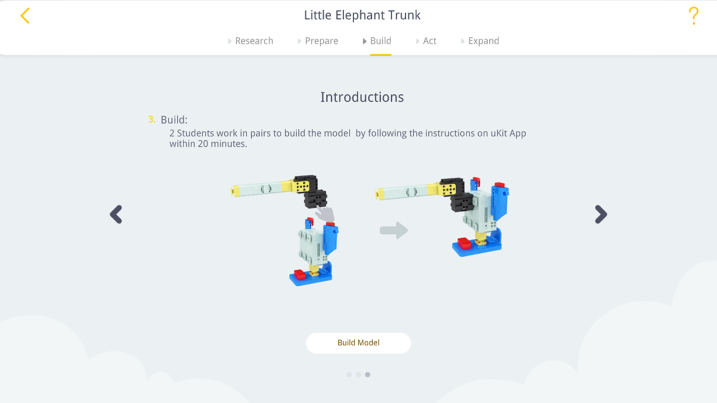 Little Elephant Trunk
?
Research
Prepare
Build
Act
Expand
Introductions
3. Build:
2 Students work in pairs to build the model by following the instructions on uKit App
within 20 minutes.
Build Model